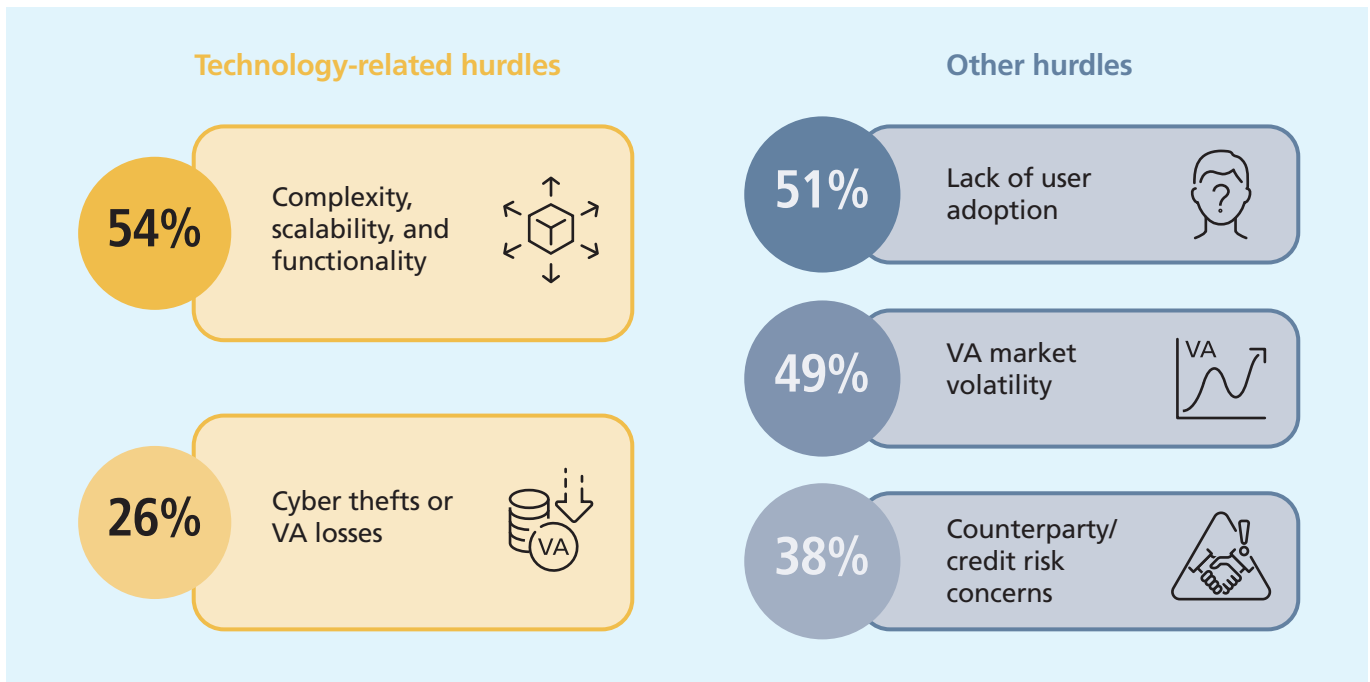 Technology-related hurdles
54%
Complexity,
scalability, and
functionality
26%
Cyber thefts or
VA losses
VA
Other hurdles
51%
Lack of user
adoption
?
49%
VA market
volatility
VA
38%
Counterparty/
credit risk
concerns
!